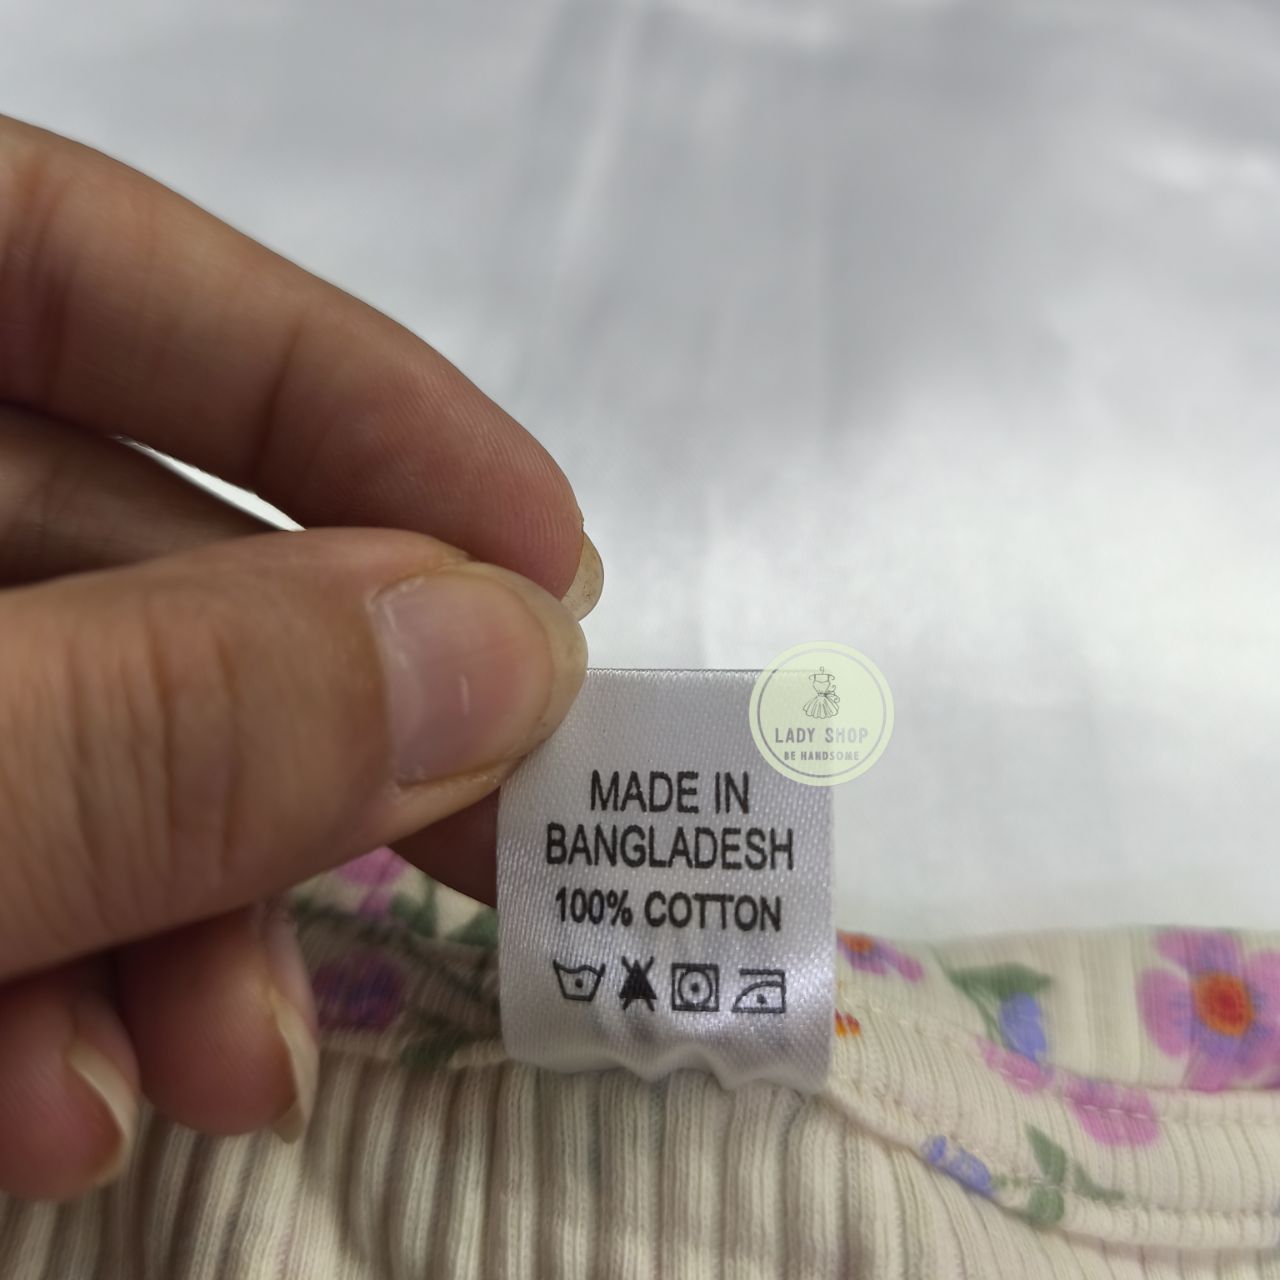 LADY SHOP
BE HANDSOME
MADE IN
BANGLADESH
100% COTTON